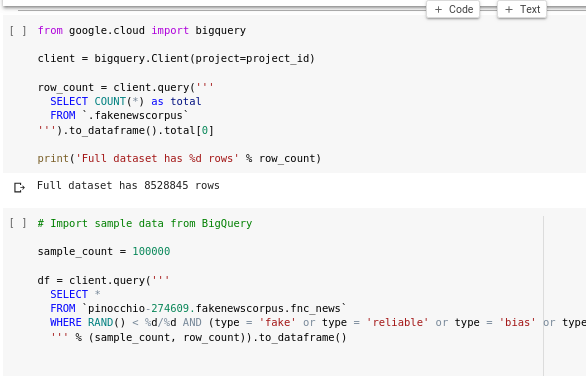 + Code + Text
[ ] from google.cloud import bigquery
client = bigquery.Client(project=project_id)
row_count = client.query('''
SELECT COUNT(*) as total
FROM `.fakenewscorpus`
''').to_dataframe().total[0]
print('Full dataset has %d rows' % row_count)
Full dataset has 8528845 rows
[ ] # Import sample data from BigQuery
sample_count = 100000
df = client.query('''
SELECT *
FROM `pinocchio-274609.fakenewscorpus.fnc_news`
WHERE RAND() < %d/%d AND (type = 'fake' or type = 'reliable' or type = 'bias' or type
''' % (sample_count, row_count)).to_dataframe()